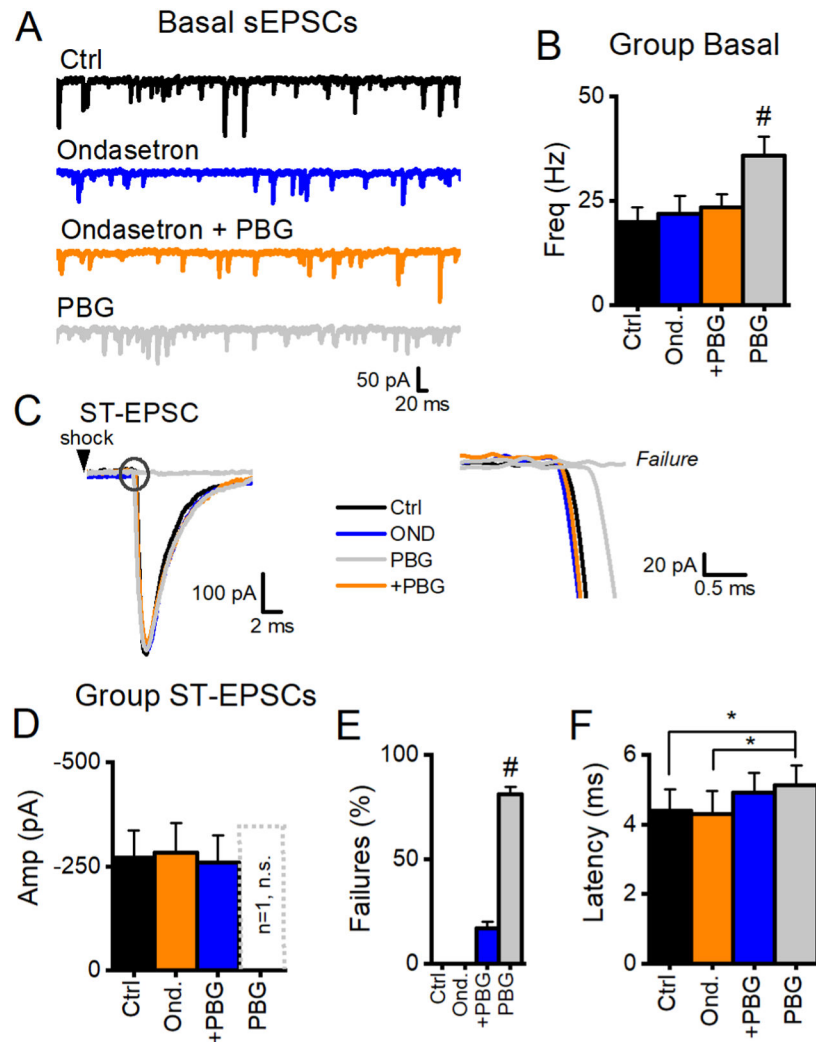 A Basal sEPSCs
Ctrl
Ondasetron
Ondasetron + PBG
PBG
50 pA
20 ms
B Group Basal
Freq (Hz)
50
25
0
#
Ctrl
Ond.
+PBG
PBG
C ST-EPSC
shock
100 pA
2 ms
Ctrl
OND
PBG
+PBG
Failure
20 pA
0.5 ms
Group ST-EPSCs
D
Amp (pA)
-500
-250
0
n=1, n.s.
Ctrl
Ond.
+PBG
PBG
E
Failures (%)
100
50
0
#
Ctrl
Ond.
+PBG
PBG
F
Latency (ms)
6
4
2
0
*
*
Ctrl
Ond.
+PBG
PBG